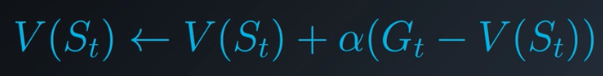 V(S_t) ← V(S_t) + α(G_t − V(S_t))